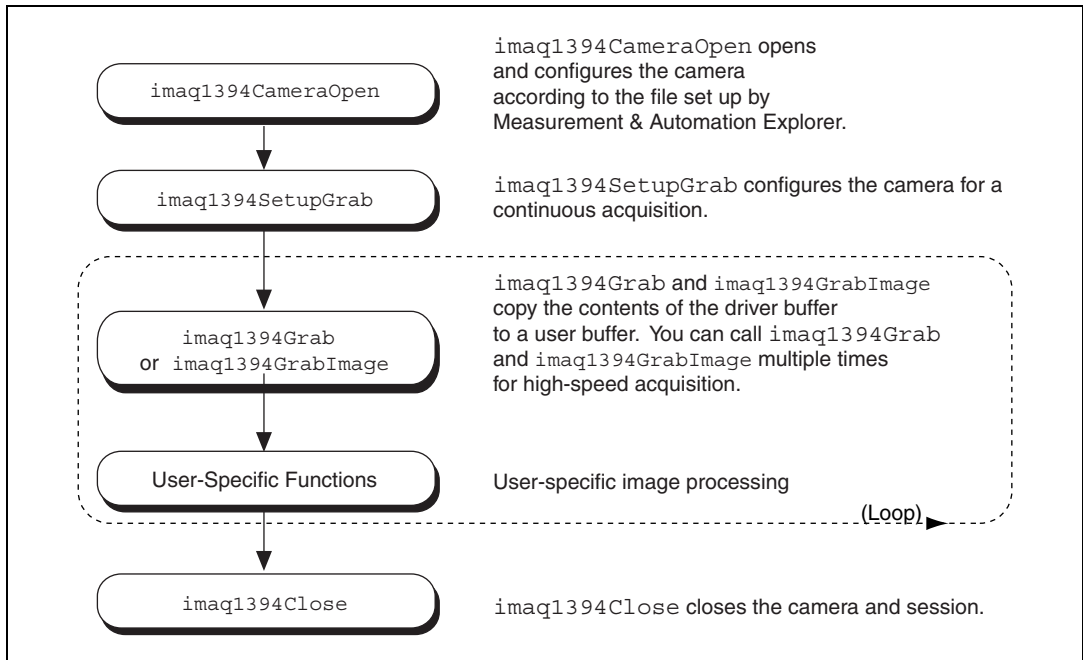 imaq1394CameraOpen
imaq1394CameraOpen opens
and configures the camera
according to the file set up by
Measurement & Automation Explorer.
imaq1394SetupGrab
imaq1394SetupGrab configures the camera for a
continuous acquisition.
imaq1394Grab
or imaq1394GrabImage
imaq1394Grab and imaq1394GrabImage
copy the contents of the driver buffer
to a user buffer. You can call imaq1394Grab
and imaq1394GrabImage multiple times
for high-speed acquisition.
User-Specific Functions
User-specific image processing
(Loop)
imaq1394Close
imaq1394Close closes the camera and session.